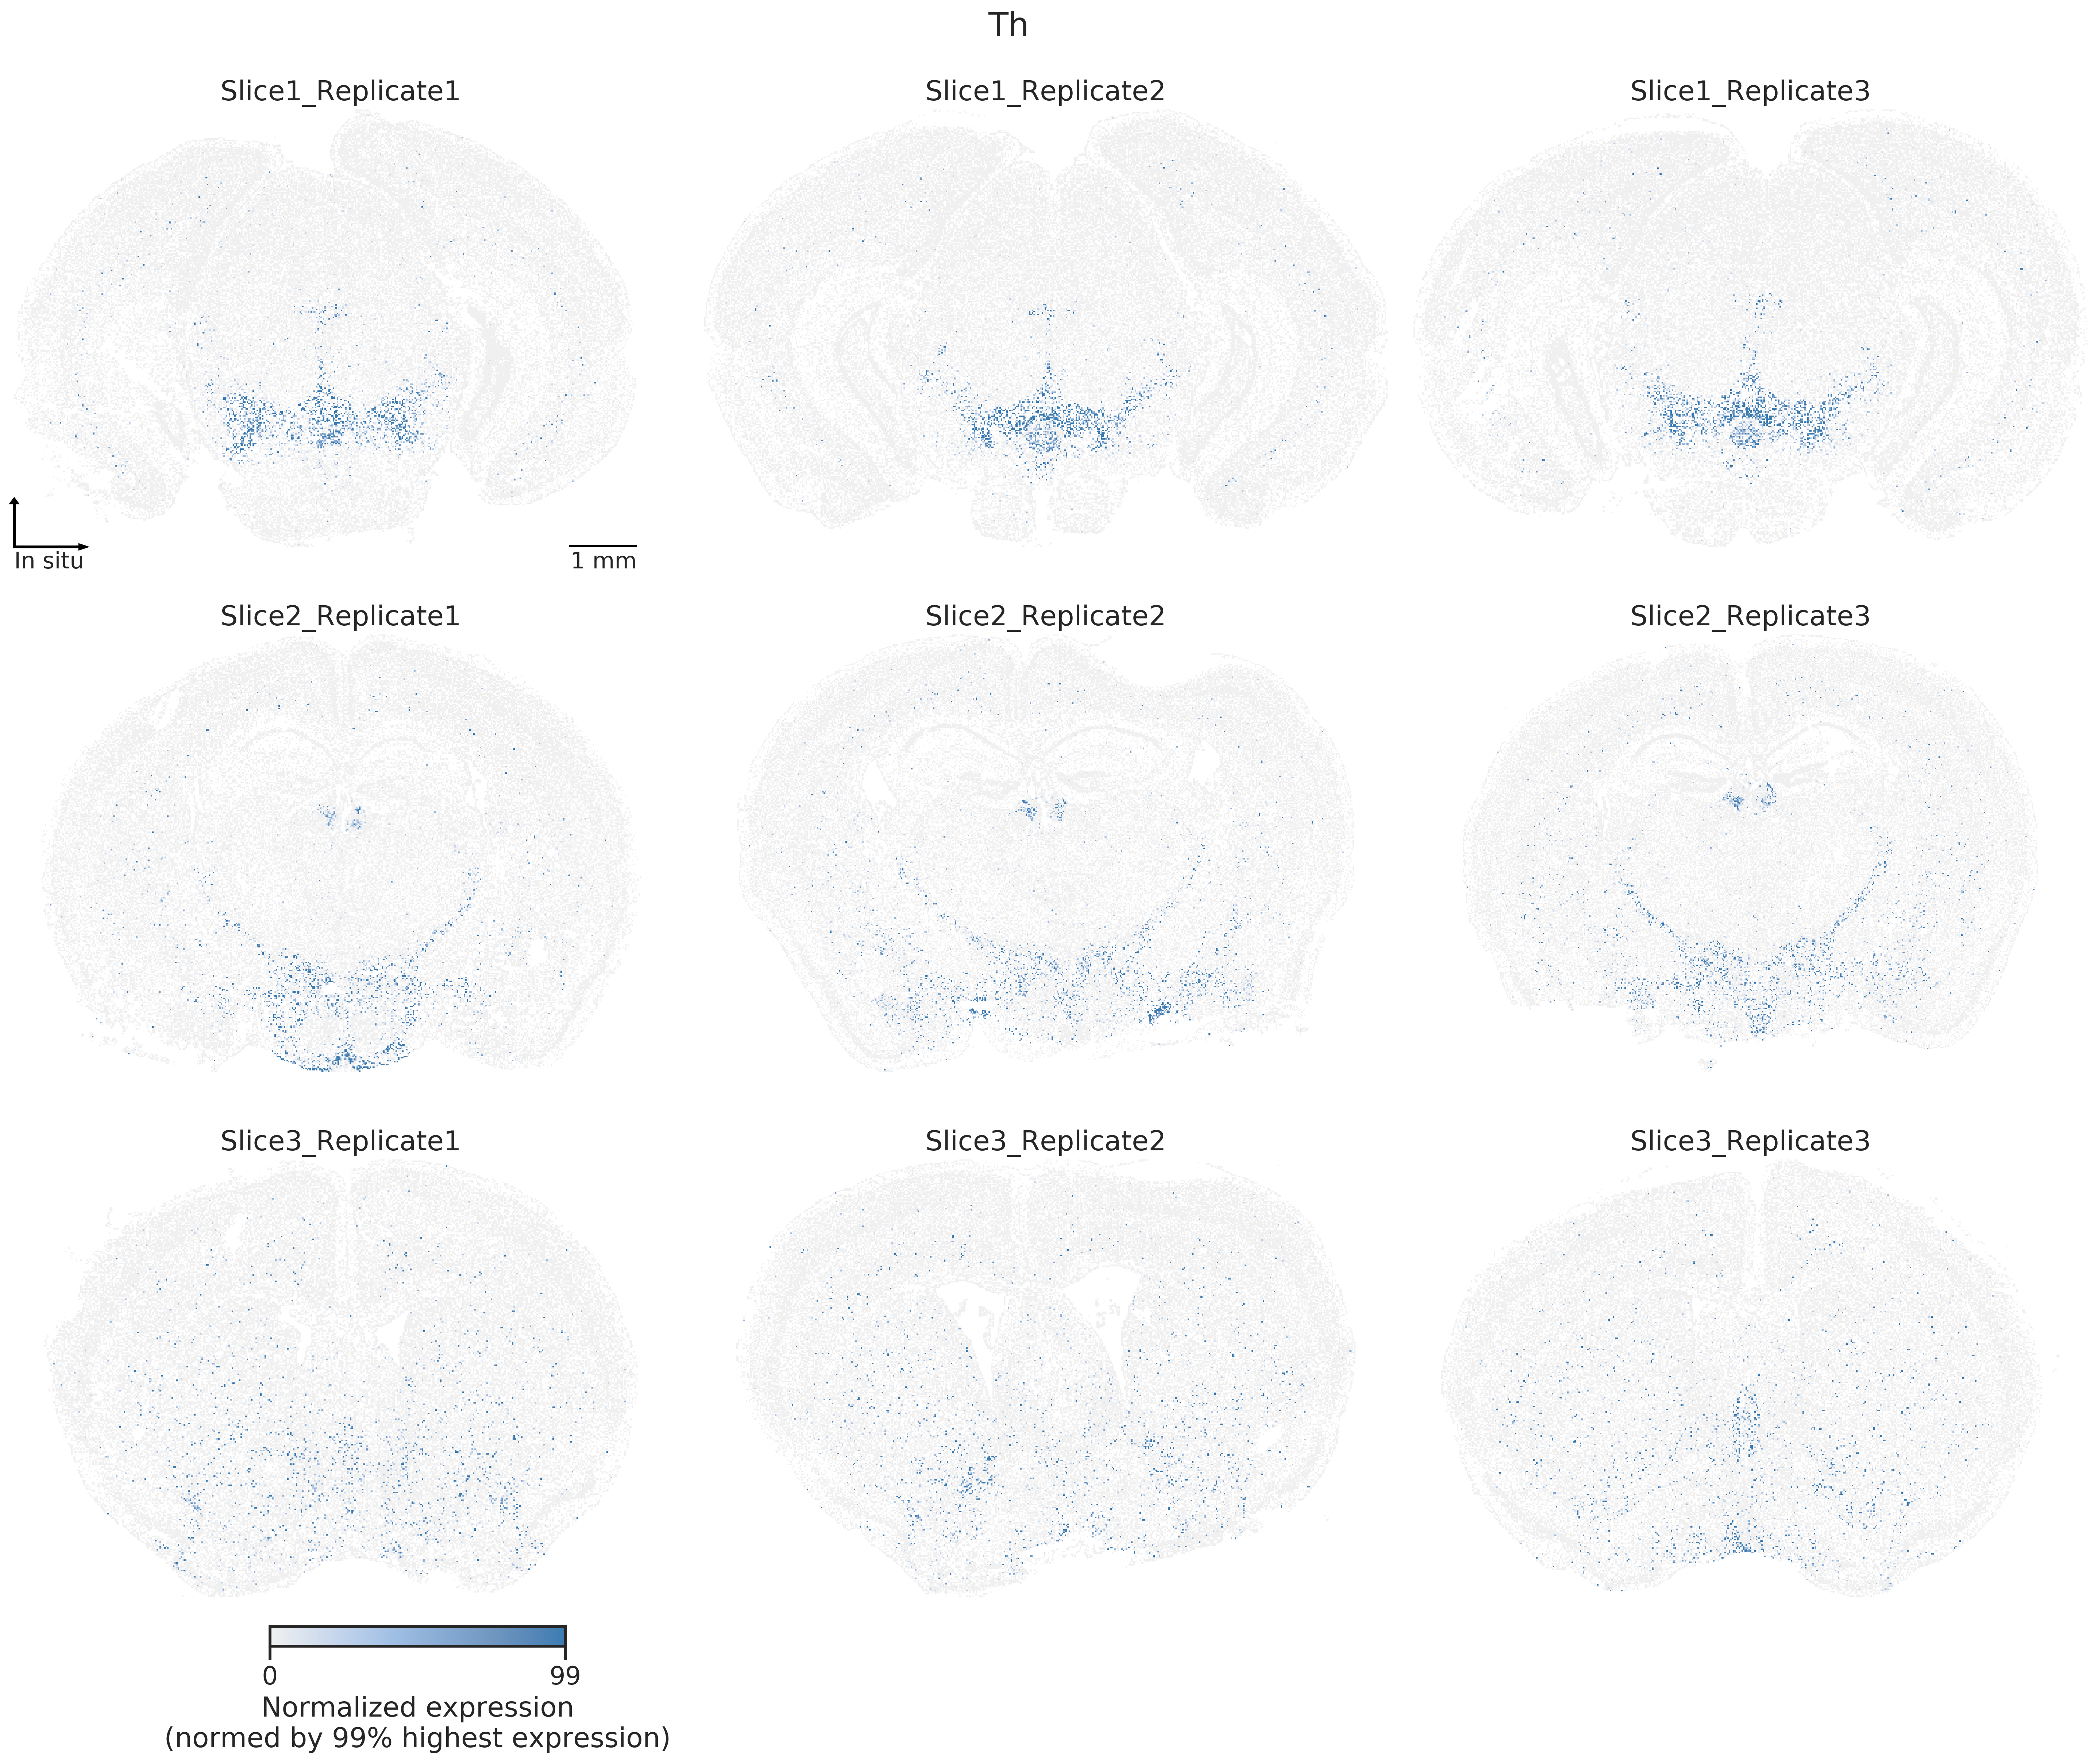 Th
Slice1_Replicate1
Slice1_Replicate2
Slice1_Replicate3
In situ
1 mm
Slice2_Replicate1
Slice2_Replicate2
Slice2_Replicate3
Slice3_Replicate1
Slice3_Replicate2
Slice3_Replicate3
0
99
Normalized expression
(normed by 99% highest expression)